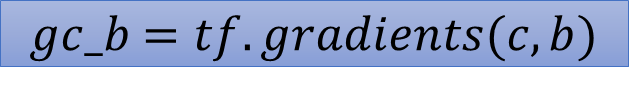 gc_b = tf.gradients(c, b)